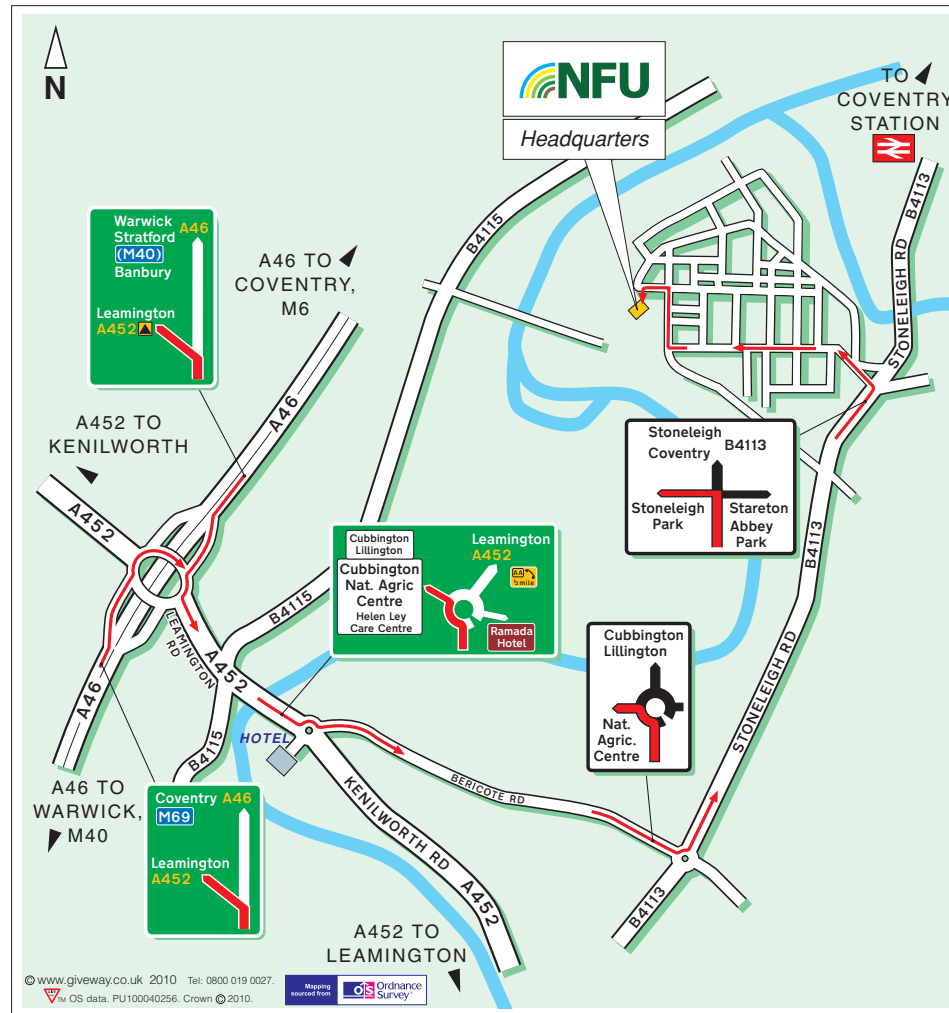 N
NFU
Headquarters
TO
COVENTRY
STATION
B4113
STONELEIGH RD
B4115
Warwick
Stratford
A46
(M40)
Banbury
Leamington
A452
A46 TO
COVENTRY,
M6
A46
A452 TO
KENILWORTH
A452
LEAMINGTON
RD
A46
A46 TO
WARWICK,
M40
B4115
B4115
A452
Stoneleigh
Coventry
B4113
Stoneleigh
Park
Stareton
Abbey
Park
B4113
STONELEIGH RD
Cubbington
Lillington
Cubbington
Nat. Agric
Centre
Helen Ley
Care Centre
Leamington
A452
AA
½ mile
Ramada
Hotel
Cubbington
Lillington
Nat.
Agric.
Centre
HOTEL
BERICOTE RD
KENILWORTH RD
A452
B4113
Coventry A46
M69
Leamington
A452
A452 TO
LEAMINGTON
© www.giveway.co.uk 2010 Tel: 0800 019 0027.
TM OS data. PU100040256. Crown © 2010.
Mapping
sourced from
OS Ordnance
Survey®